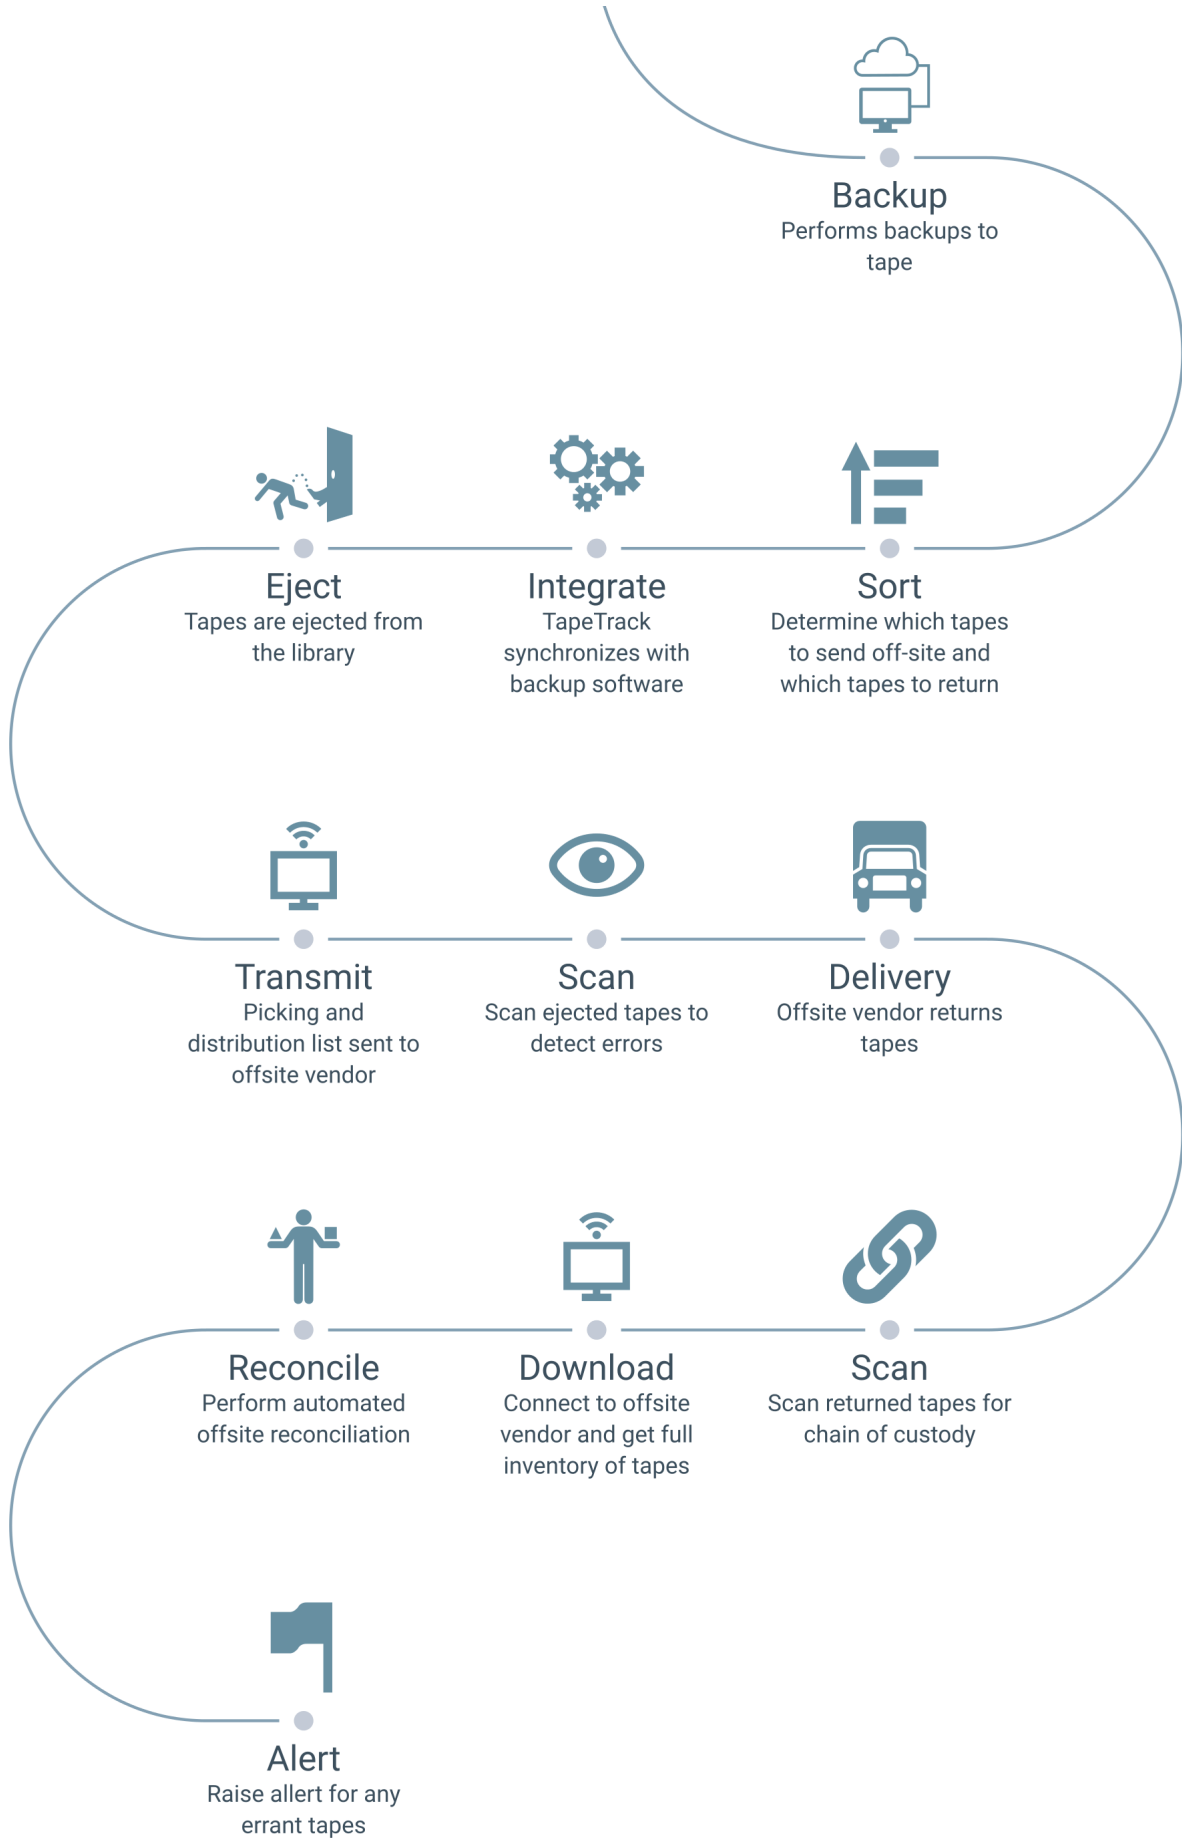 Backup
Performs backups to
tape
Sort
Determine which tapes
to send off-site and
which tapes to return
Integrate
TapeTrack
synchronizes with
backup software
Eject
Tapes are ejected from
the library
Transmit
Picking and
distribution list sent to
offsite vendor
Scan
Scan ejected tapes to
detect errors
Delivery
Offsite vendor returns
tapes
Scan
Scan returned tapes for
chain of custody
Download
Connect to offsite
vendor and get full
inventory of tapes
Reconcile
Perform automated
offsite reconciliation
Alert
Raise allert for any
errant tapes